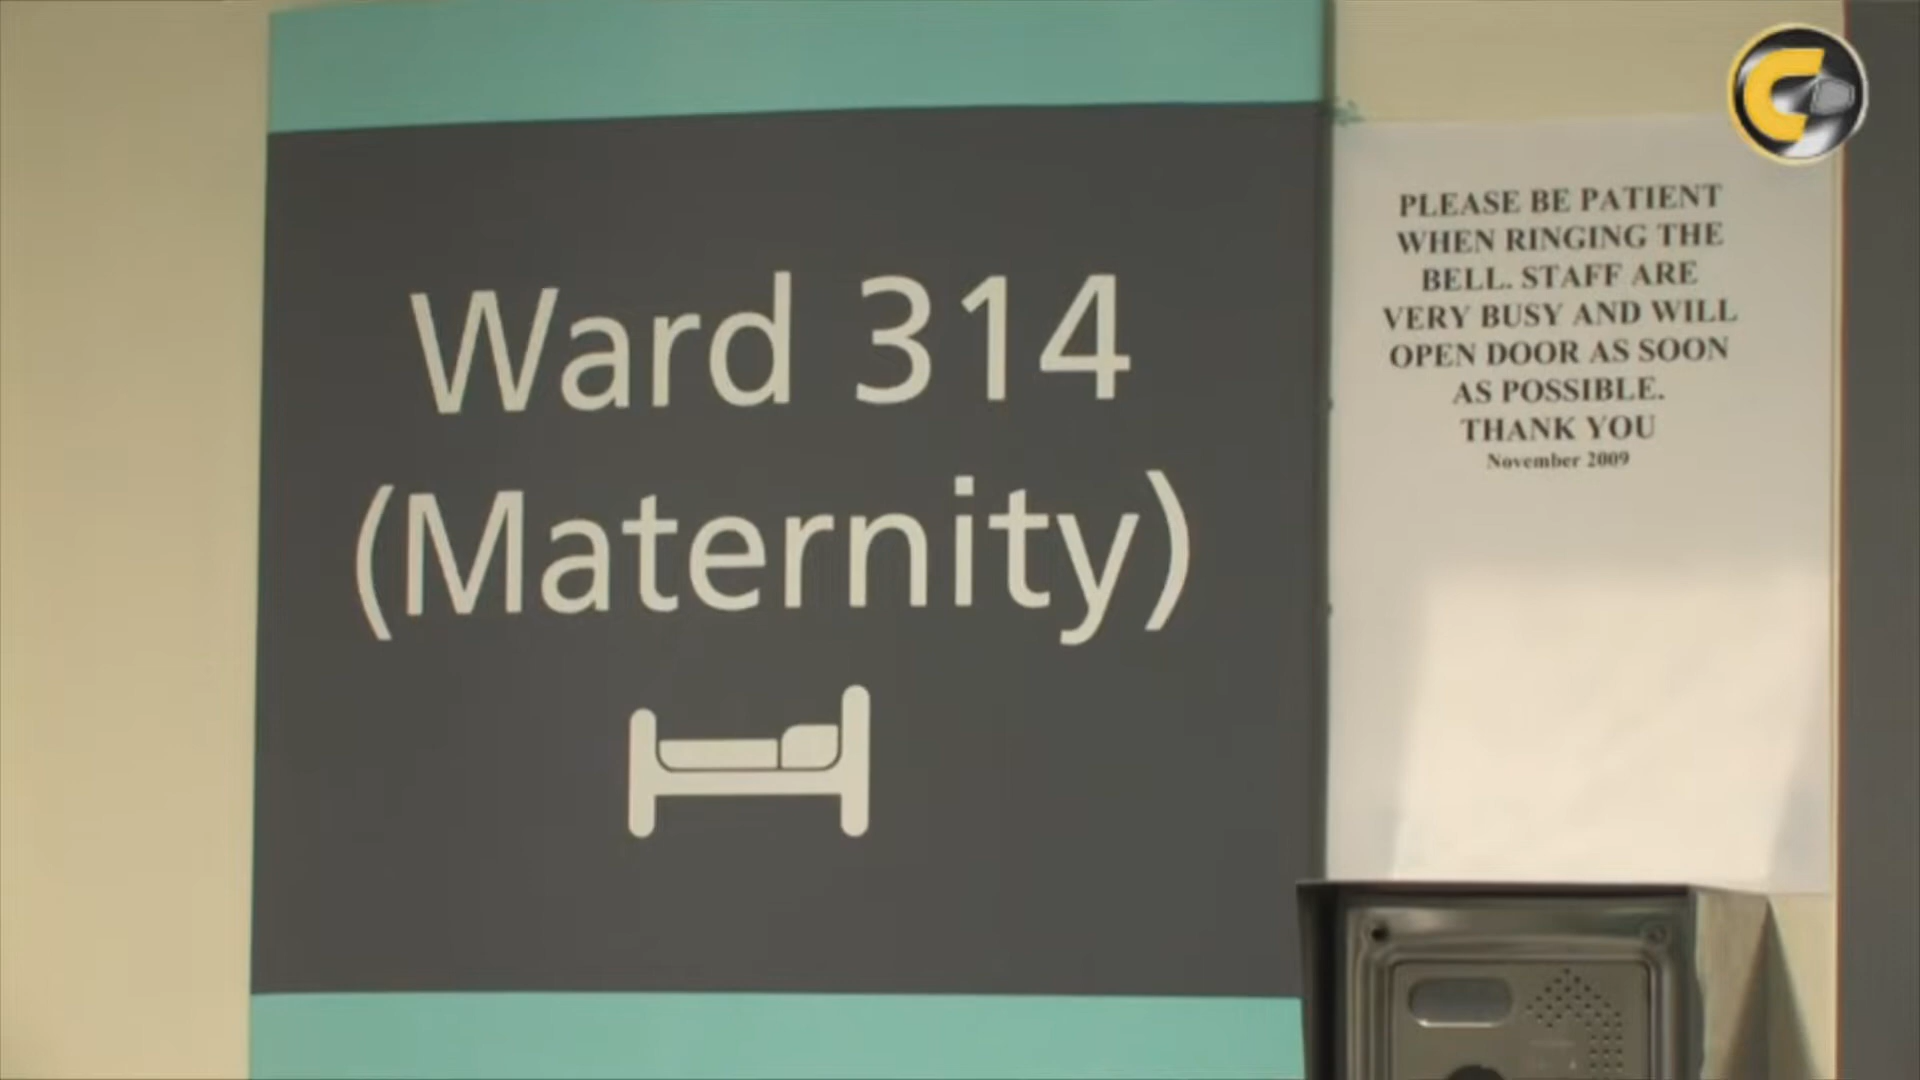 Ward 314
(Maternity)
PLEASE BE PATIENT
WHEN RINGING THE
BELL. STAFF ARE
VERY BUSY AND WILL
OPEN DOOR AS SOON
AS POSSIBLE.
THANK YOU
November 2009